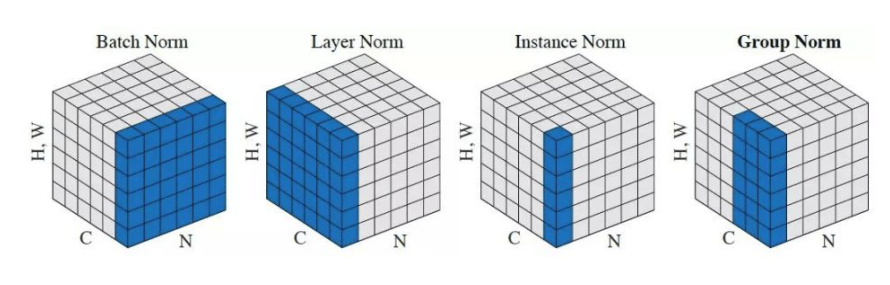 Batch Norm
Layer Norm
Instance Norm
Group Norm
H, W
C
N
H, W
C
N
H, W
C
N
H, W
C
N